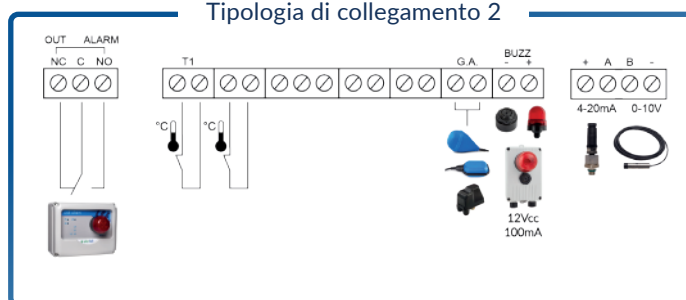 Tipologia di collegamento 2
OUT ALARM
NC C NO
T1
G.A.
BUZZ
- +
+ A B -
4-20mA 0-10V
°C °C
12Vcc
100mA